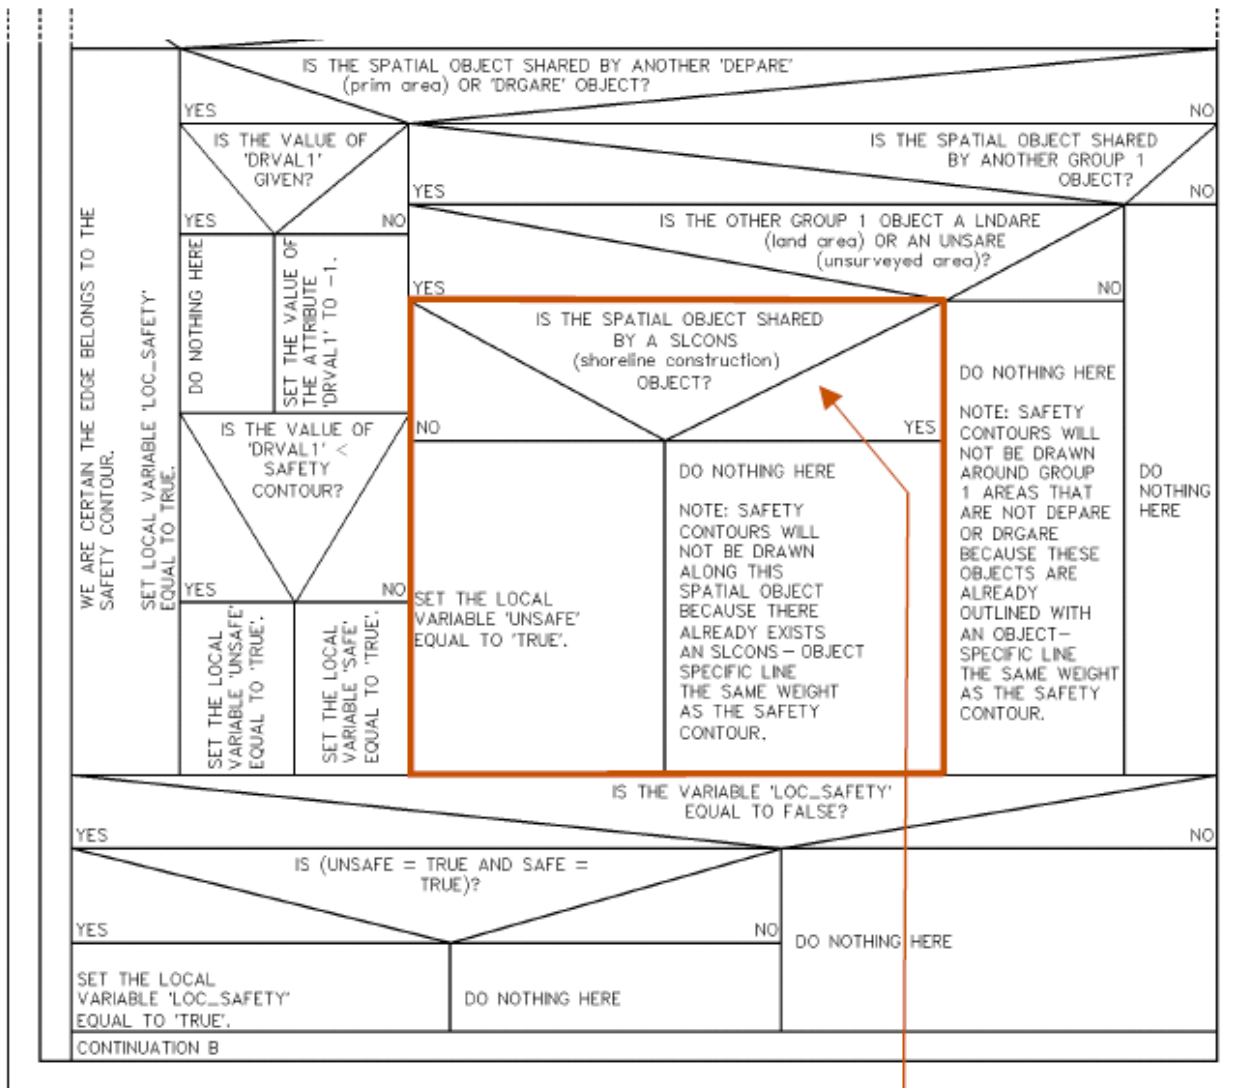 IS THE SPATIAL OBJECT SHARED BY ANOTHER 'DEPARE'
(prim area) OR 'DRGARE' OBJECT?
YES
NO
IS THE VALUE OF
'DRVAL1'
GIVEN?
YES
NO
IS THE SPATIAL OBJECT SHARED
BY ANOTHER GROUP 1
OBJECT?
YES
NO
IS THE OTHER GROUP 1 OBJECT A LNDARE
(land area) OR AN UNSARE
(unsurveyed area)?
YES
NO
WE ARE CERTAIN THE EDGE BELONGS TO THE
SAFETY CONTOUR.
SET LOCAL VARIABLE 'LOC_SAFETY'
EQUAL TO TRUE.
DO NOTHING HERE
SET THE VALUE OF
THE ATTRIBUTE
'DRVAL1' TO -1.
IS THE VALUE OF
'DRVAL1' <
SAFETY
CONTOUR?
YES
NO
SET THE LOCAL
VARIABLE 'UNSAFE'
EQUAL TO 'TRUE'.
SET THE LOCAL
VARIABLE 'SAFE'
EQUAL TO 'TRUE'.
IS THE SPATIAL OBJECT SHARED
BY A SLCONS
(shoreline construction)
OBJECT?
NO
YES
SET THE LOCAL
VARIABLE 'UNSAFE'
EQUAL TO 'TRUE'.
DO NOTHING HERE
NOTE: SAFETY
CONTOURS WILL
NOT BE DRAWN
ALONG THIS
SPATIAL OBJECT
BECAUSE THERE
ALREADY EXISTS
AN SLCONS-OBJECT
SPECIFIC LINE
THE SAME WEIGHT
AS THE SAFETY
CONTOUR.
DO NOTHING HERE
NOTE: SAFETY
CONTOURS WILL
NOT BE DRAWN
AROUND GROUP
1 AREAS THAT
ARE NOT DEPARE
OR DRGARE
BECAUSE THESE
OBJECTS ARE
ALREADY
OUTLINED WITH
AN OBJECT-
SPECIFIC LINE
THE SAME WEIGHT
AS THE SAFETY
CONTOUR.
DO
NOTHING
HERE
IS THE VARIABLE 'LOC_SAFETY'
EQUAL TO FALSE?
YES
NO
IS (UNSAFE = TRUE AND SAFE =
TRUE)?
YES
NO
SET THE LOCAL
VARIABLE 'LOC_SAFETY'
EQUAL TO 'TRUE'.
DO NOTHING HERE
DO NOTHING HERE
CONTINUATION B